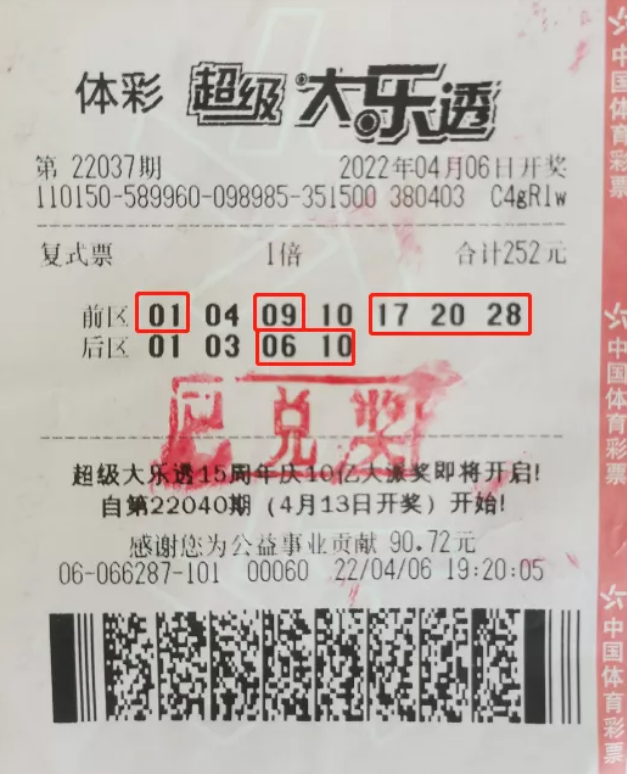 体彩 超级大乐透
第 22037期 2022年04月06日开奖
110150-589960-098985-351500 380403 C4gRlw
复式票 1倍 合计252元
前区 01 04 09 10 17 20 28
后区 01 03 06 10
已兑奖
超级大乐透15周年庆10亿大派奖即将开启!
自第22040期（4月13日开奖）开始!
感谢您为公益事业贡献 90.72元
06-066287-101 00060 22/04/06 19:20:05
中国体育彩票
中国体育彩票
中国体育彩票